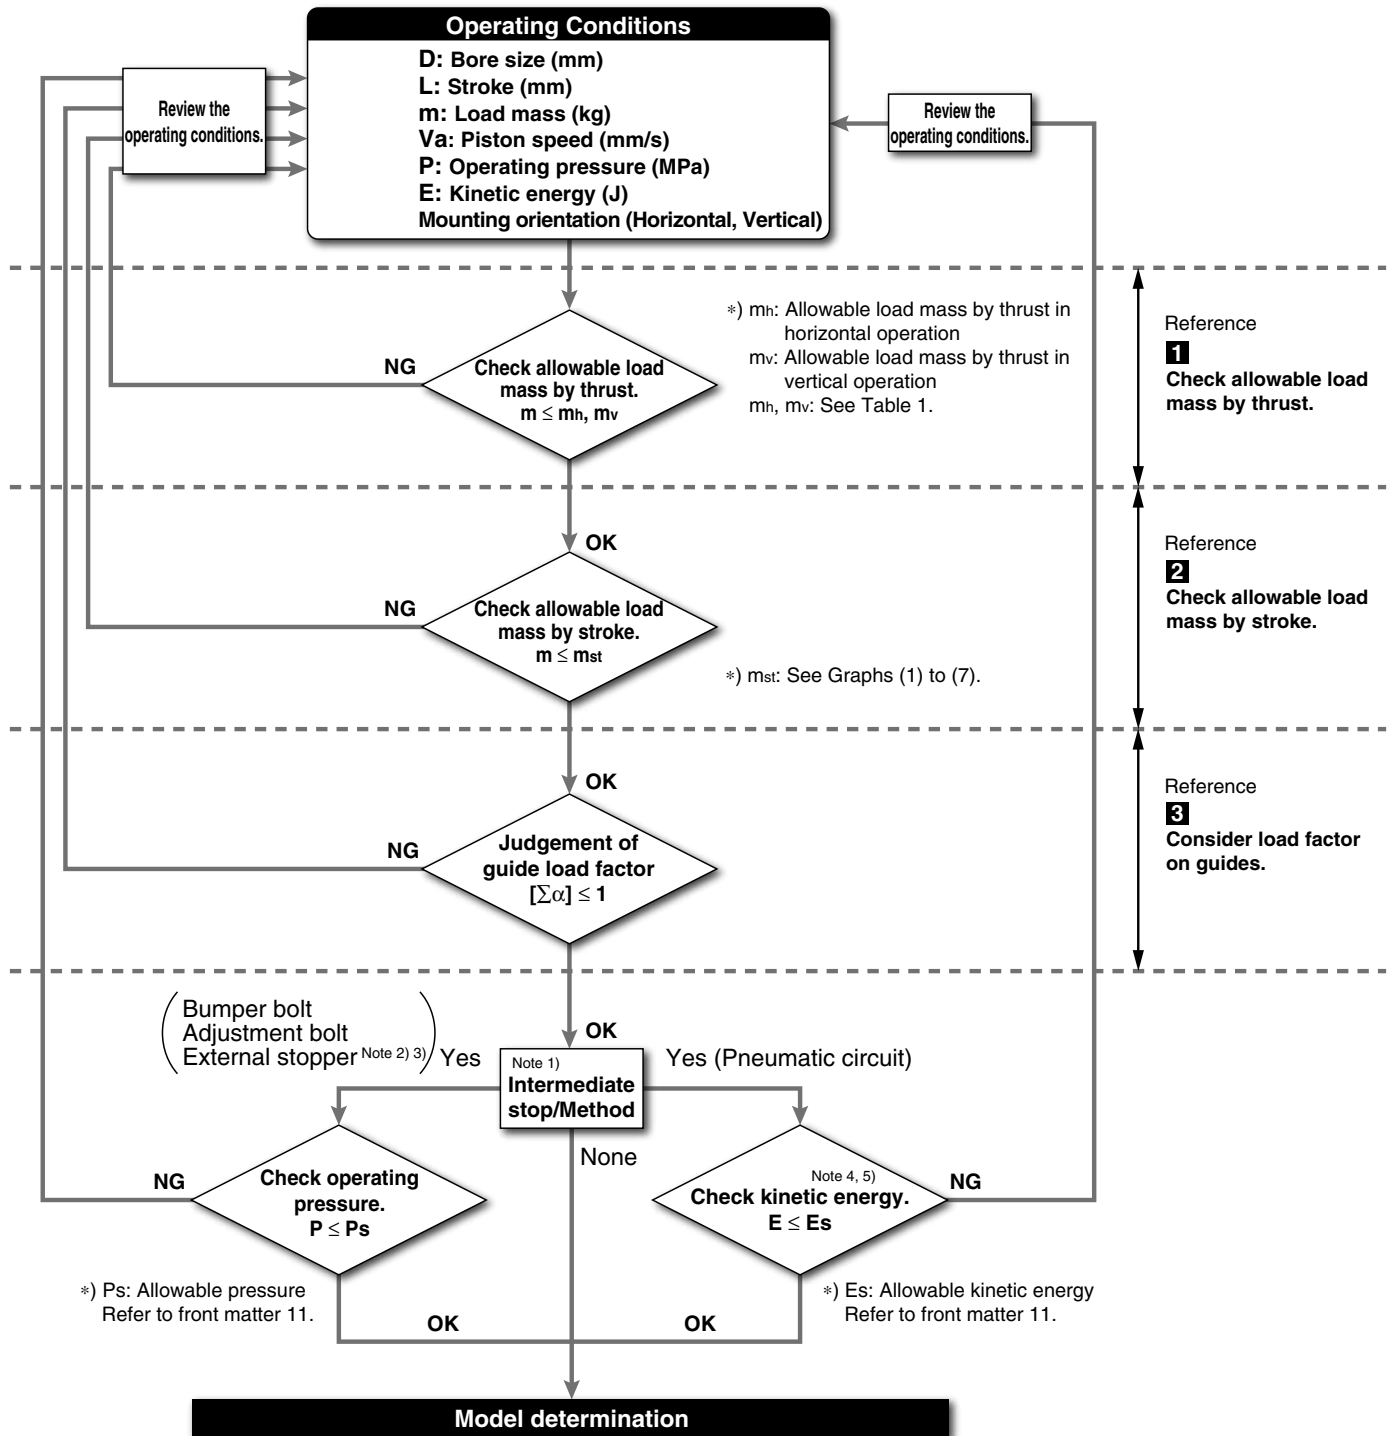 Operating Conditions
D: Bore size (mm)
L: Stroke (mm)
m: Load mass (kg)
Va: Piston speed (mm/s)
P: Operating pressure (MPa)
E: Kinetic energy (J)
Mounting orientation (Horizontal, Vertical)
Review the
operating conditions.
Review the
operating conditions.
NG
Check allowable load
mass by thrust.
m ≤ mh, mv
*) mh: Allowable load mass by thrust in
horizontal operation
mv: Allowable load mass by thrust in
vertical operation
mh, mv: See Table 1.
Reference
1
Check allowable load
mass by thrust.
OK
NG
Check allowable load
mass by stroke.
m ≤ mst
*) mst: See Graphs (1) to (7).
Reference
2
Check allowable load
mass by stroke.
OK
NG
Judgement of
guide load factor
[Σα] ≤ 1
Reference
3
Consider load factor
on guides.
OK
Bumper bolt
Adjustment bolt
External stopper Note 2) 3)
Yes
Note 1)
Intermediate
stop/Method
Yes (Pneumatic circuit)
None
NG
Check operating
pressure.
P ≤ Ps
Note 4, 5)
Check kinetic energy.
E ≤ Es
NG
*) Ps: Allowable pressure
Refer to front matter 11.
*) Es: Allowable kinetic energy
Refer to front matter 11.
OK
OK
Model determination